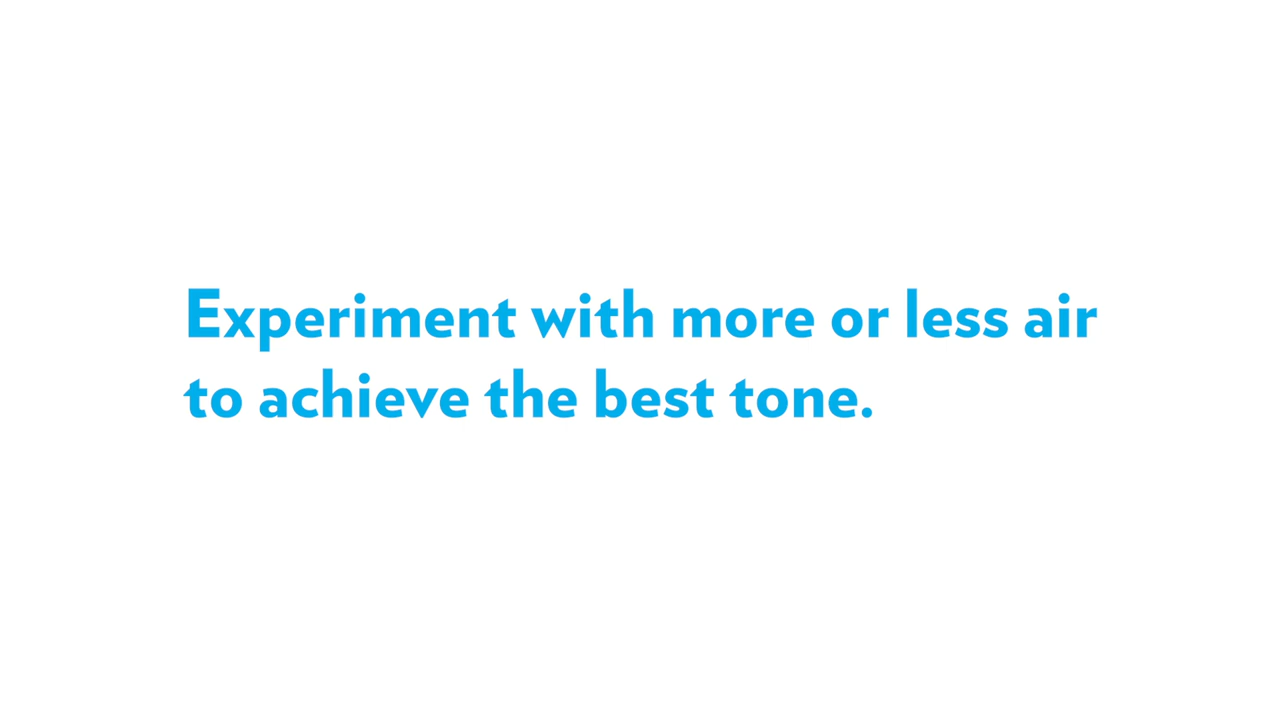 Experiment with more or less air
to achieve the best tone.